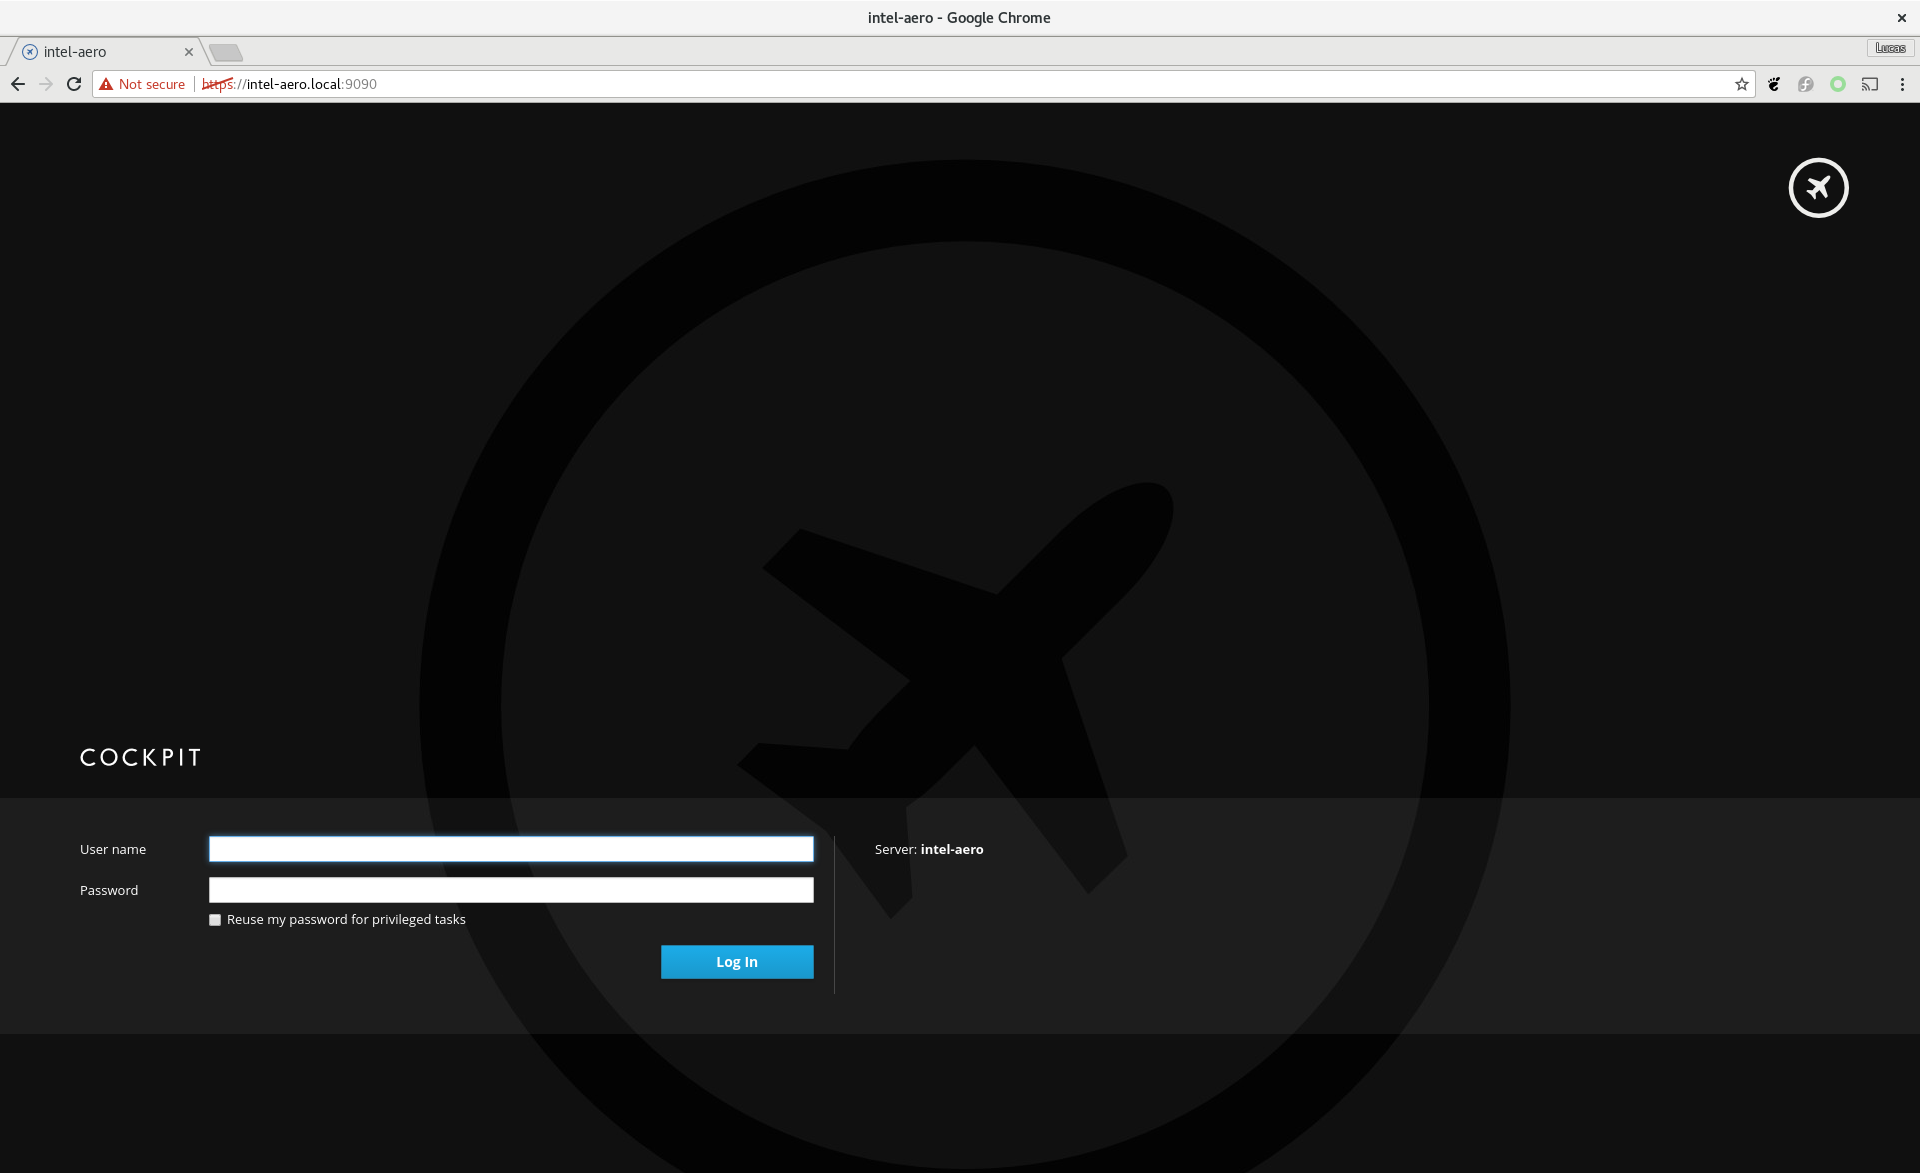 intel-aero - Google Chrome
intel-aero
Lucas
Not secure https://intel-aero.local:9090
COCKPIT
User name
Server: intel-aero
Password
Reuse my password for privileged tasks
Log In